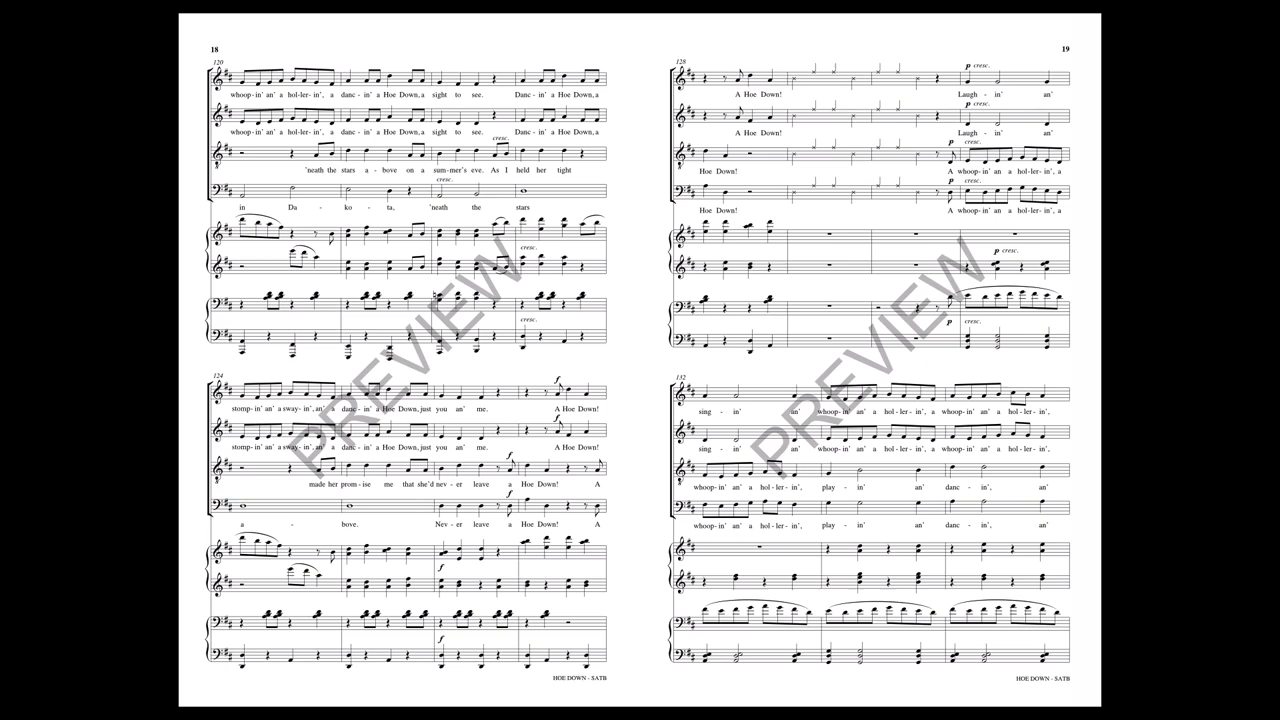 18
120
whoop-in' an' a hol-ler-in', a danc-in' a Hoe Down, a sight to see. Danc-in' a Hoe Down, a
whoop-in' an' a hol-ler-in', a danc-in' a Hoe Down, a sight to see. Danc-in' a Hoe Down, a
cresc.
'neath the stars a-bove on a sum-mer's eve. As I held her tight
cresc.
in Da-ko-ta, 'neath the stars
cresc.
cresc.
124
f
stomp-in' an' a sway-in', an' a danc-in' a Hoe Down, just you an' me. A Hoe Down!
f
stomp-in' an' a sway-in', an' a danc-in' a Hoe Down, just you an' me. A Hoe Down!
f
made her prom-ise me that she'd nev-er leave a Hoe Down! A
f
a-bove. Nev-er leave a Hoe Down! A
f
f
HOE DOWN - SATB
19
128
p cresc.
A Hoe Down! Laugh-in' an'
p cresc.
A Hoe Down! Laugh-in' an'
p cresc.
Hoe Down! A whoop-in' an a hol-ler-in', a
p cresc.
Hoe Down! A whoop-in' an a hol-ler-in', a
p cresc.
p cresc.
132
sing-in' an' whoop-in' an a hol-ler-in', a whoop-in' an a hol-ler-in',
sing-in' an' whoop-in' an a hol-ler-in', a whoop-in' an a hol-ler-in',
whoop-in' an' a hol-ler-in', play-in' an' danc-in', an'
whoop-in' an' a hol-ler-in', play-in' an' danc-in', an'
HOE DOWN - SATB
PREVIEW
PREVIEW